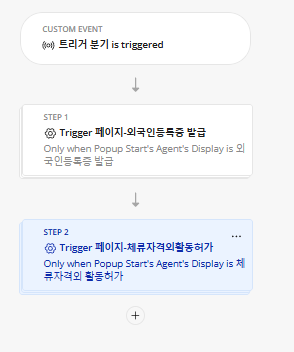 CUSTOM EVENT
트리거 분기 is triggered
STEP 1
Trigger 페이지-외국인등록증 발급
Only when Popup Start's Agent's Display is 외
국인등록증 발급
STEP 2
...
Trigger 페이지-체류자격외활동허가
Only when Popup Start's Agent's Display is 체
류자격외 활동허가